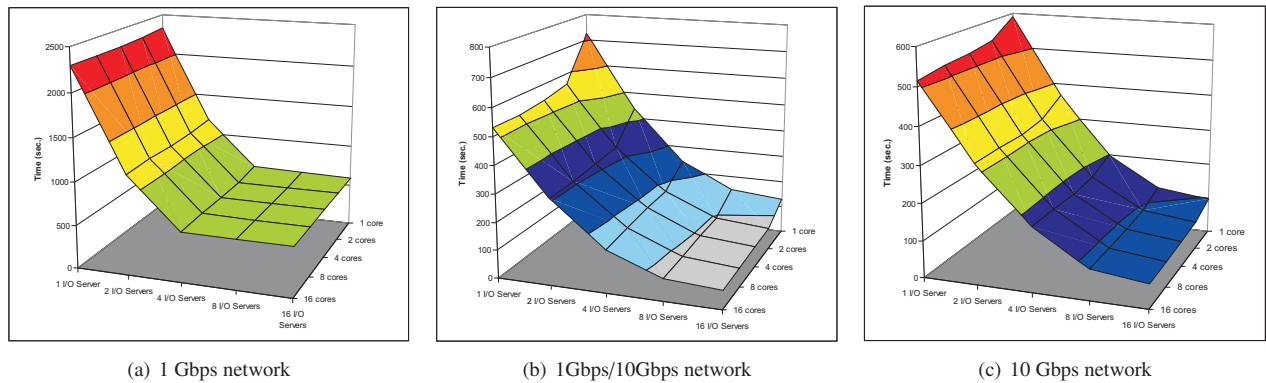 2500
2000
1500
1000
500
0
Time (sec.)
1 I/O Server
2 I/O Servers
4 I/O Servers
8 I/O Servers
16 I/O
Servers
1 core
2 cores
4 cores
8 cores
16 cores
(a) 1 Gbps network
800
700
600
500
400
300
200
100
0
Time (sec.)
1 I/O Server
2 I/O Servers
4 I/O Servers
8 I/O Servers
16 I/O Servers
1 core
2 cores
4 cores
8 cores
16 cores
(b) 1Gbps/10Gbps network
600
500
400
300
200
100
0
Time (sec.)
1 I/O Server
2 I/O Servers
4 I/O Servers
8 I/O Servers
16 I/O Servers
1 core
2 cores
4 cores
8 cores
16 cores
(c) 10 Gbps network